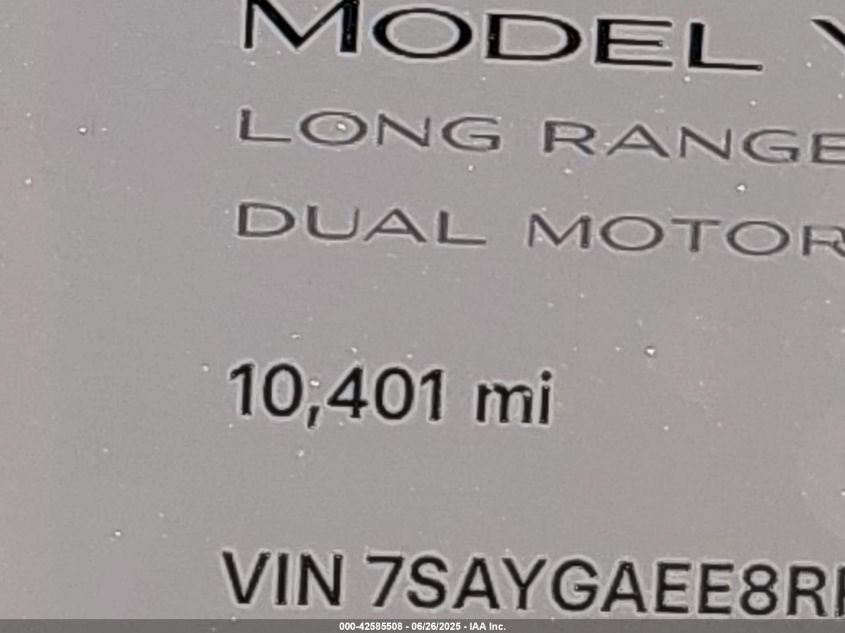 MODEL Y
LONG RANGE
DUAL MOTOR
10,401 mi
VIN 7SAYGAEE8R
000-42585508 - 06/26/2025 - IAA Inc.